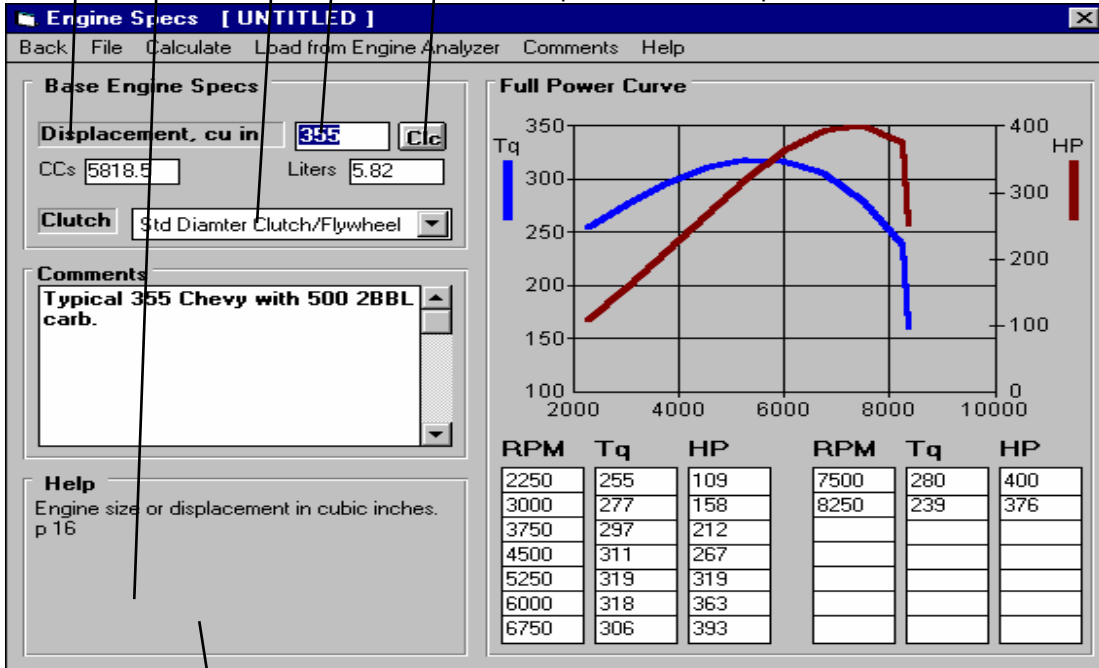 Engine Specs [ UNTITLED ]
Back File Calculate Load from Engine Analyzer Comments Help
Base Engine Specs
Displacement, cu in 355 Clc
CCs 5818.5 Liters 5.82
Clutch Std Diamter Clutch/Flywheel
Comments
Typical 355 Chevy with 500 2BBL
carb.
Help
Engine size or displacement in cubic inches.
p 16
Full Power Curve
Tq HP
350 400
300 300
250
200 200
150 100
100 0
2000 4000 6000 8000 10000
RPM Tq HP RPM Tq HP
2250 255 109 7500 280 400
3000 277 158 8250 239 376
3750 297 212
4500 311 267
5250 319 319
6000 318 363
6750 306 393